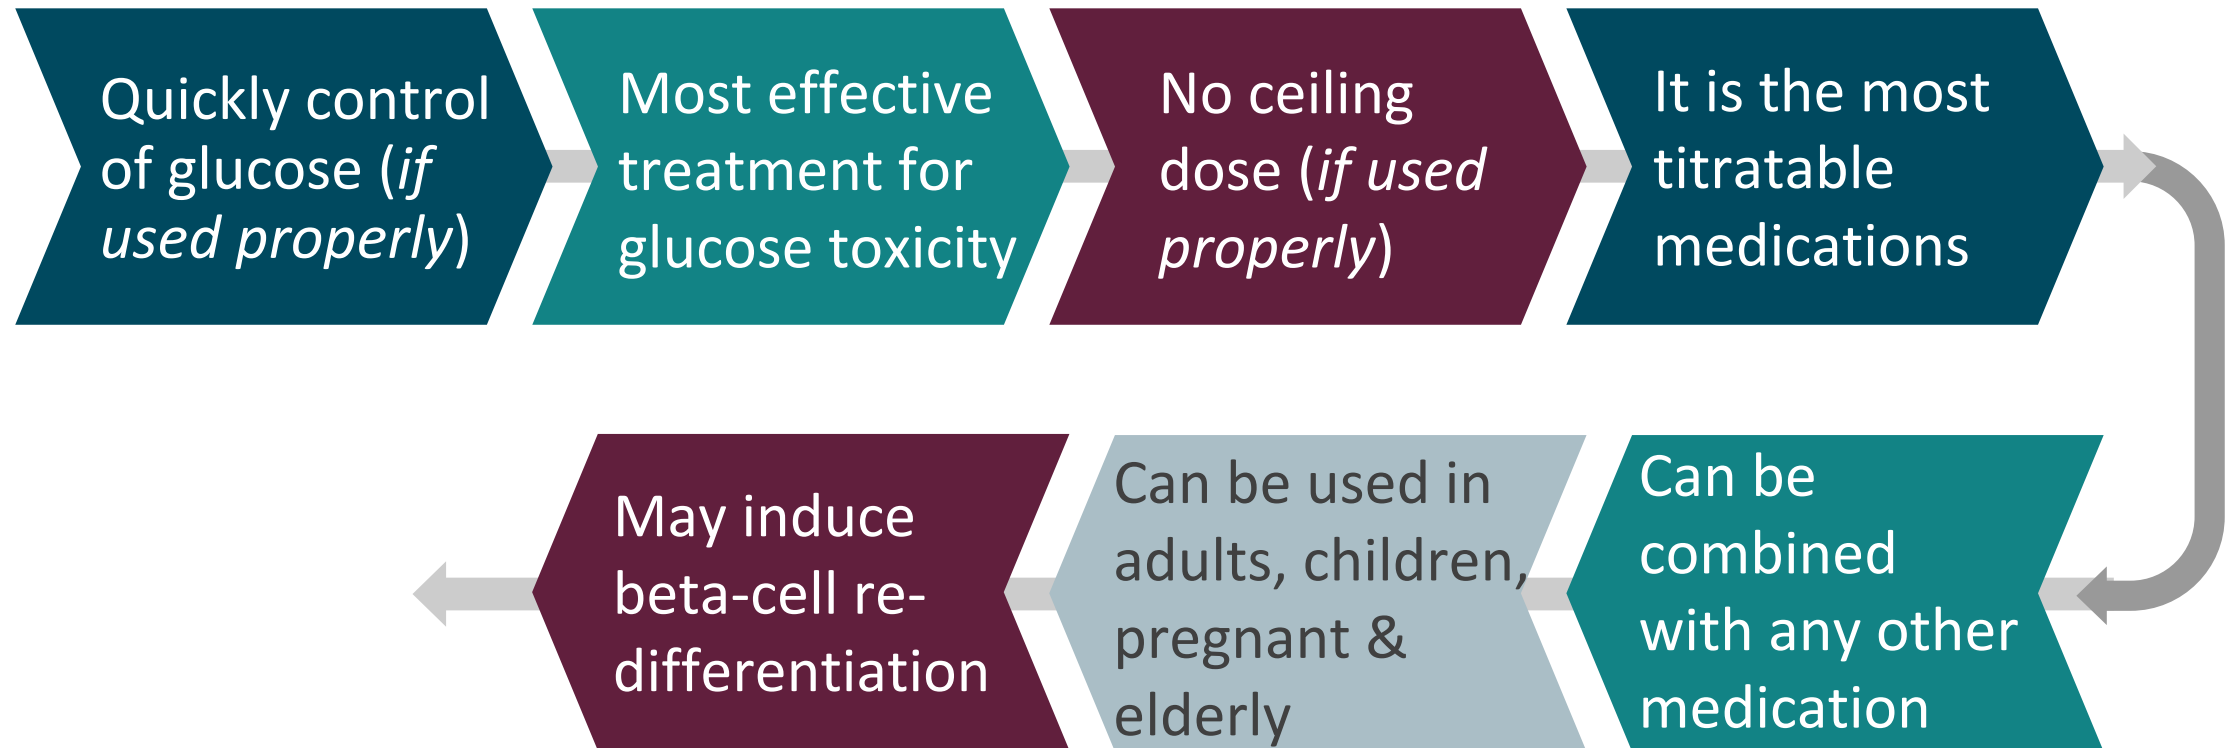 Quickly control
of glucose (if
used properly)
Most effective
treatment for
glucose toxicity
No ceiling
dose (if used
properly)
It is the most
titratable
medications
Can be
combined
with any other
medication
Can be used in
adults, children,
pregnant &
elderly
May induce
beta-cell re-
differentiation